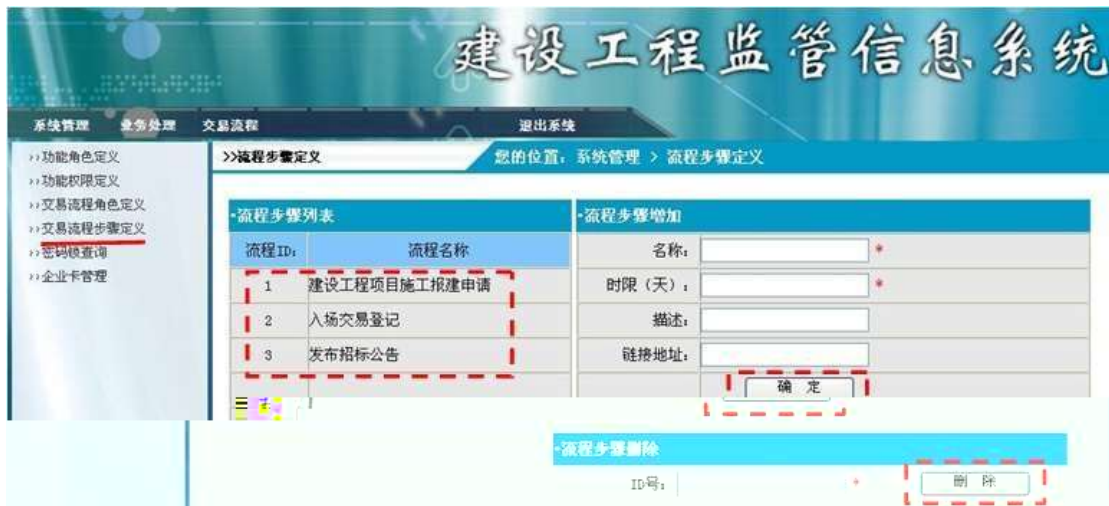 建设工程监管信息系统
系统管理 业务处理 交易流程 退出系统
>>功能角色定义
>>功能权限定义
>>交易流程角色定义
>>交易流程步骤定义
>>密码锁查询
>>企业卡管理
>>流程步骤定义
您的位置：系统管理 > 流程步骤定义
·流程步骤列表
流程ID： 流程名称
1 建设工程项目施工报建申请
2 入场交易登记
3 发布招标公告
·流程步骤增加
名称： *
时限（天）： *
描述：
链接地址：
确 定
·流程步骤删除
ID号： * 删 除